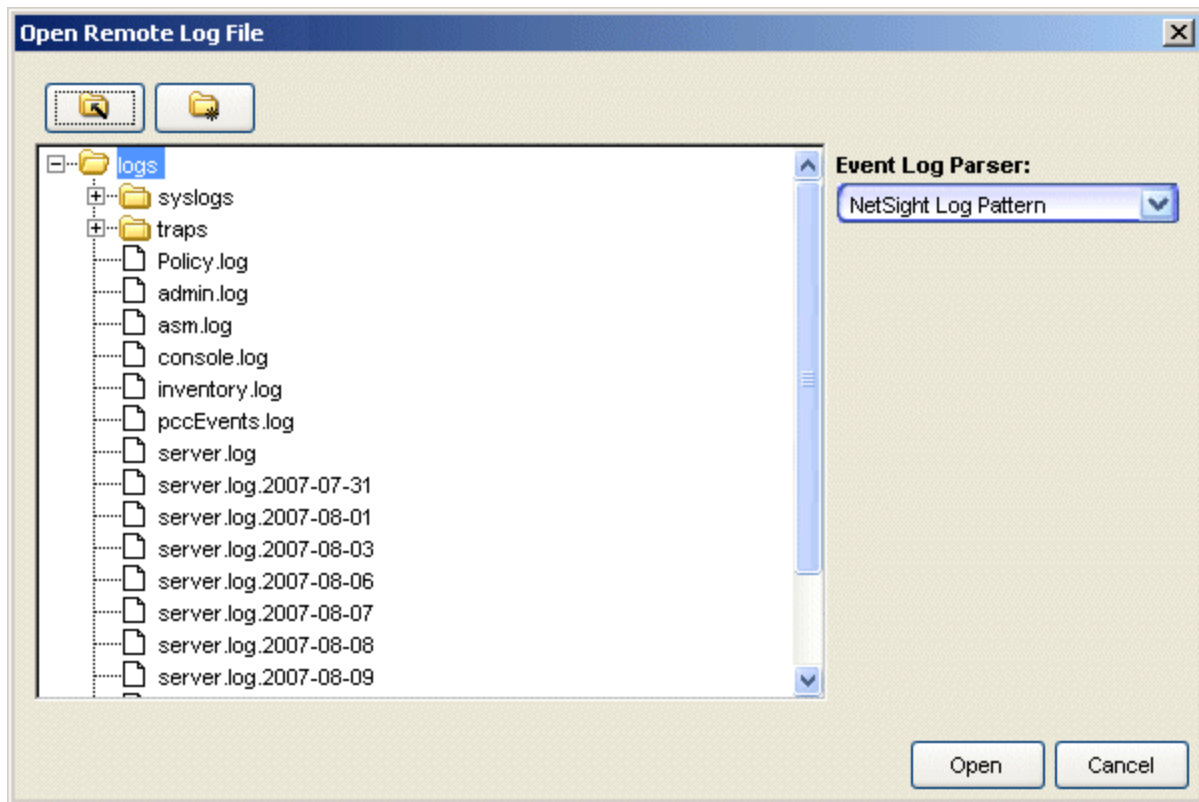 Open Remote Log File
logs
Event Log Parser:
syslogs
NetSight Log Pattern
traps
Policy.log
admin.log
asm.log
console.log
inventory.log
pccEvents.log
server.log
server.log.2007-07-31
server.log.2007-08-01
server.log.2007-08-03
server.log.2007-08-06
server.log.2007-08-07
server.log.2007-08-08
server.log.2007-08-09
Open
Cancel